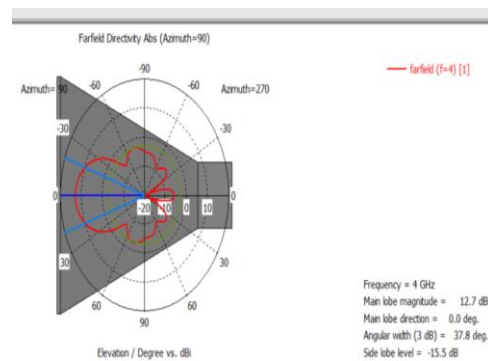 Farfield Directivity Abs (Azimuth=90)
-90
-60
-60
Azimuth= 90
Azimuth=270
farfield (f=4) [1]
-30
-30
0
-20
-10
0
10
0
30
30
60
60
90
Elevation / Degree vs. dBi
Frequency = 4 GHz
Main lobe magnitude = 12.7 dB
Main lobe direction = 0.0 deg.
Angular width (3 dB) = 37.8 deg.
Side lobe level = -15.5 dB